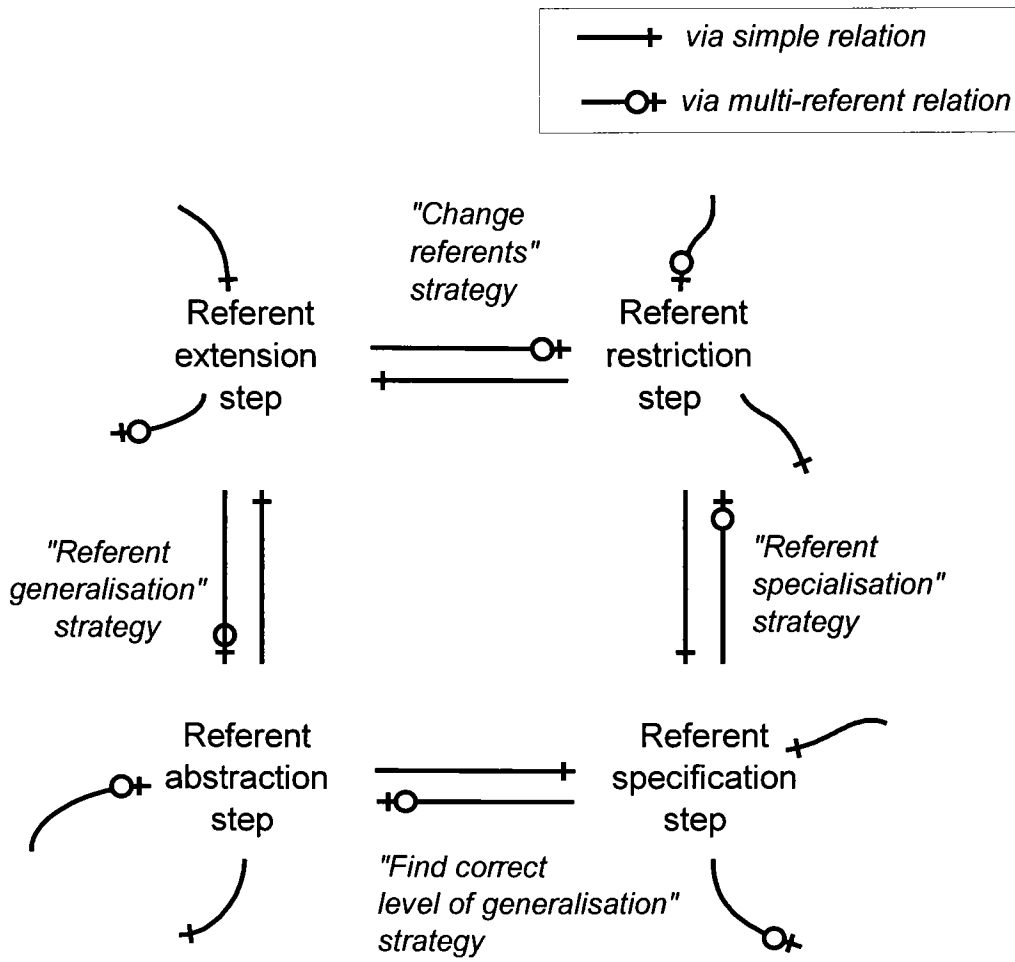 via simple relation
via multi-referent relation
"Change
referents"
strategy
Referent
extension
step
Referent
restriction
step
"Referent
generalisation"
strategy
"Referent
specialisation"
strategy
Referent
abstraction
step
Referent
specification
step
"Find correct
level of generalisation"
strategy